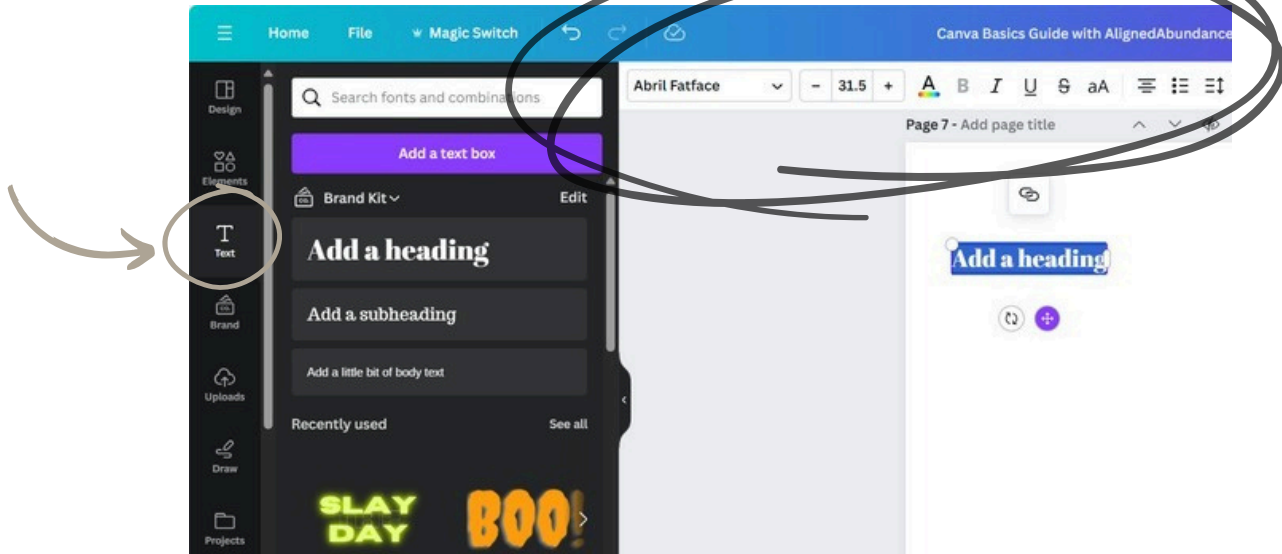 Home File Magic Switch Canva Basics Guide with AlignedAbundance
Design
Elements
Text
Brand
Uploads
Draw
Projects
Search fonts and combinations
Add a text box
Brand Kit Edit
Add a heading
Add a subheading
Add a little bit of body text
Recently used See all
SLAY
DAY
BOO!
Abril Fatface - 31.5 + A B I U S aA
Page 7 - Add page title
Add a heading